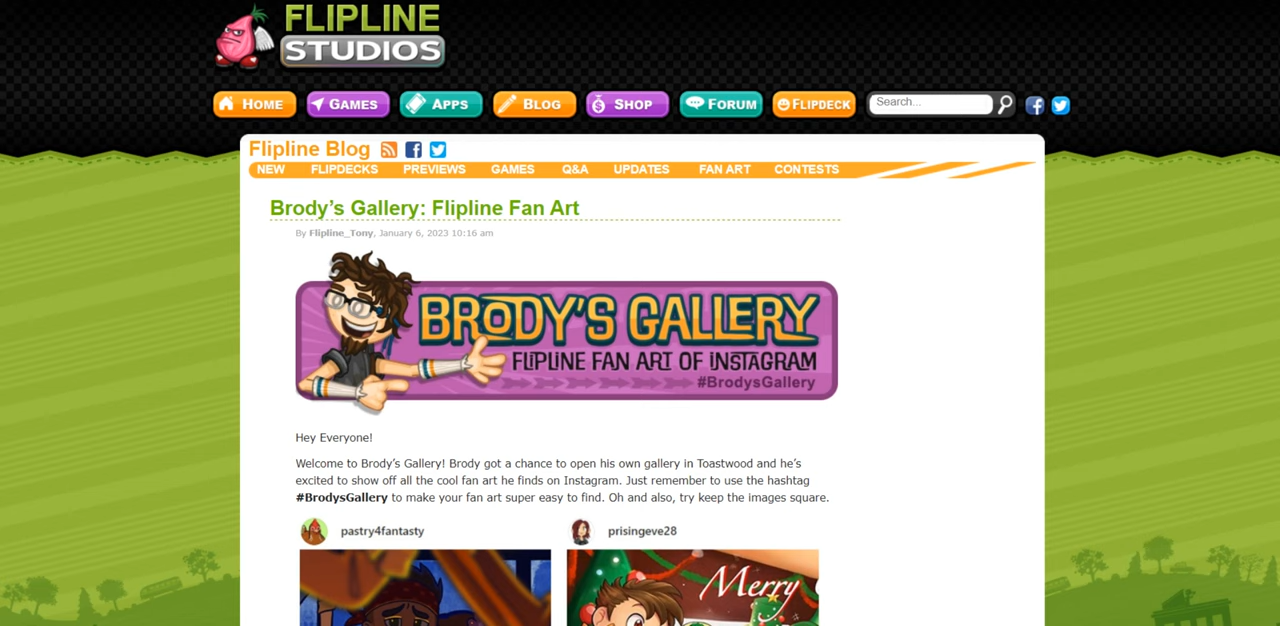 FLIPLINE
STUDIOS
HOME GAMES APPS BLOG SHOP FORUM FLIPDECK Search...
Flipline Blog
NEW FLIPDECKS PREVIEWS GAMES Q&A UPDATES FAN ART CONTESTS
Brody’s Gallery: Flipline Fan Art
By Flipline_Tony, January 6, 2023 10:16 am
BRODY'S GALLERY
FLIPLINE FAN ART OF INSTAGRAM
#BrodysGallery
Hey Everyone!
Welcome to Brody’s Gallery! Brody got a chance to open his own gallery in Toastwood and he’s
excited to show off all the cool fan art he finds on Instagram. Just remember to use the hashtag
#BrodysGallery to make your fan art super easy to find. Oh and also, try keep the images square.
pastry4fantasty prisingeve28
Merry